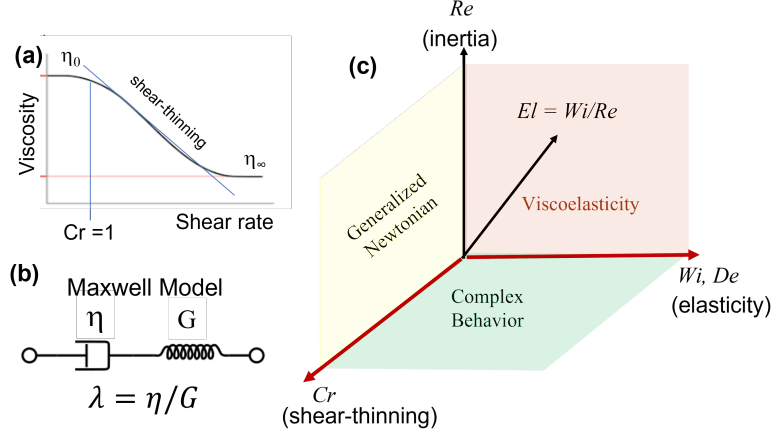 (a)
η0
shear-thinning
η∞
Viscosity
Shear rate
Cr =1
(b)
Maxwell Model
η
G
λ = η/G
(c)
Re
(inertia)
El = Wi/Re
Generalized
Newtonian
Viscoelasticity
Complex
Behavior
Wi, De
(elasticity)
Cr
(shear-thinning)